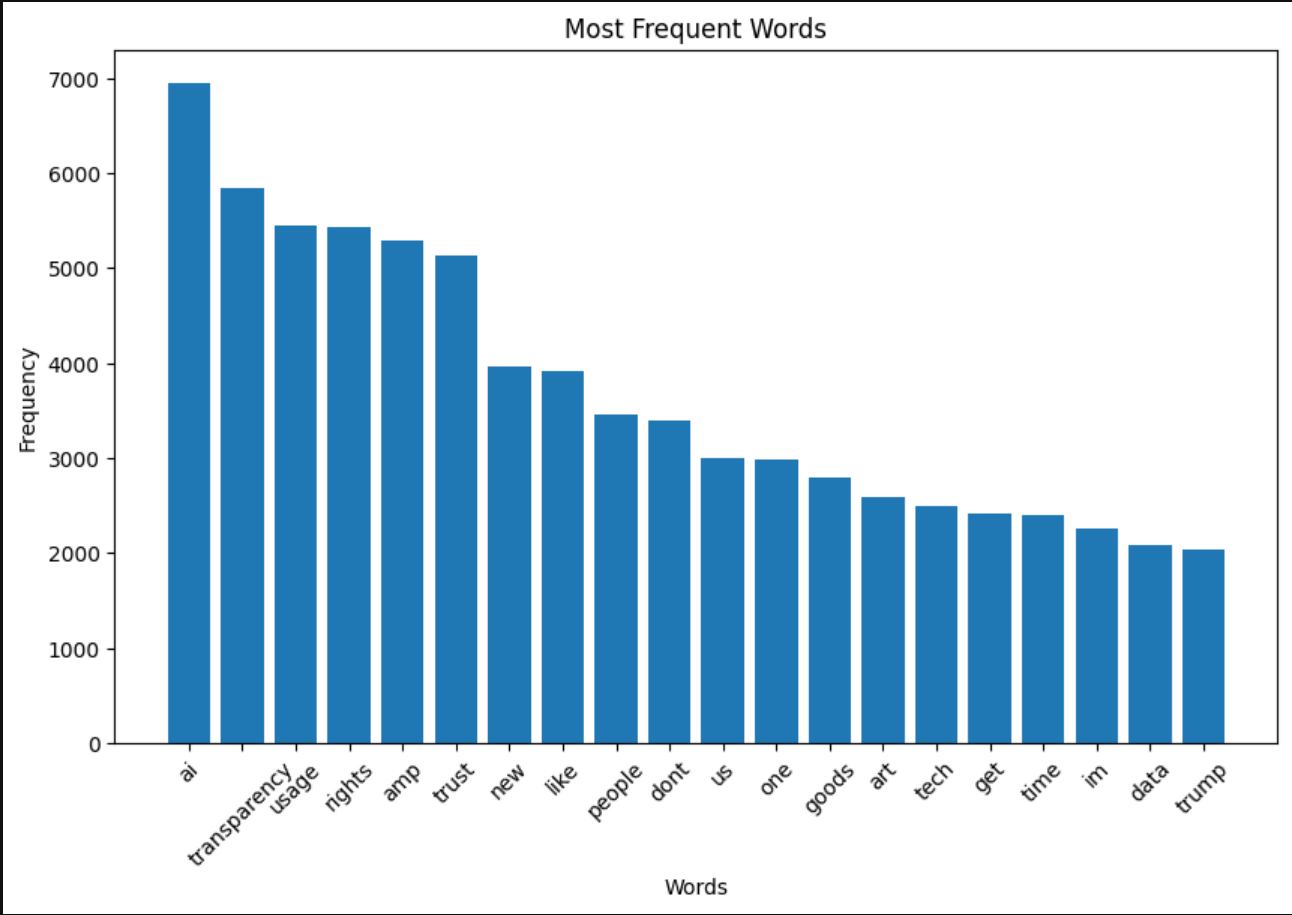 Most Frequent Words
7000
6000
5000
4000
3000
2000
1000
0
Frequency
ai
transparency
usage
rights
amp
trust
new
like
people
dont
us
one
goods
art
tech
get
time
im
data
trump
Words